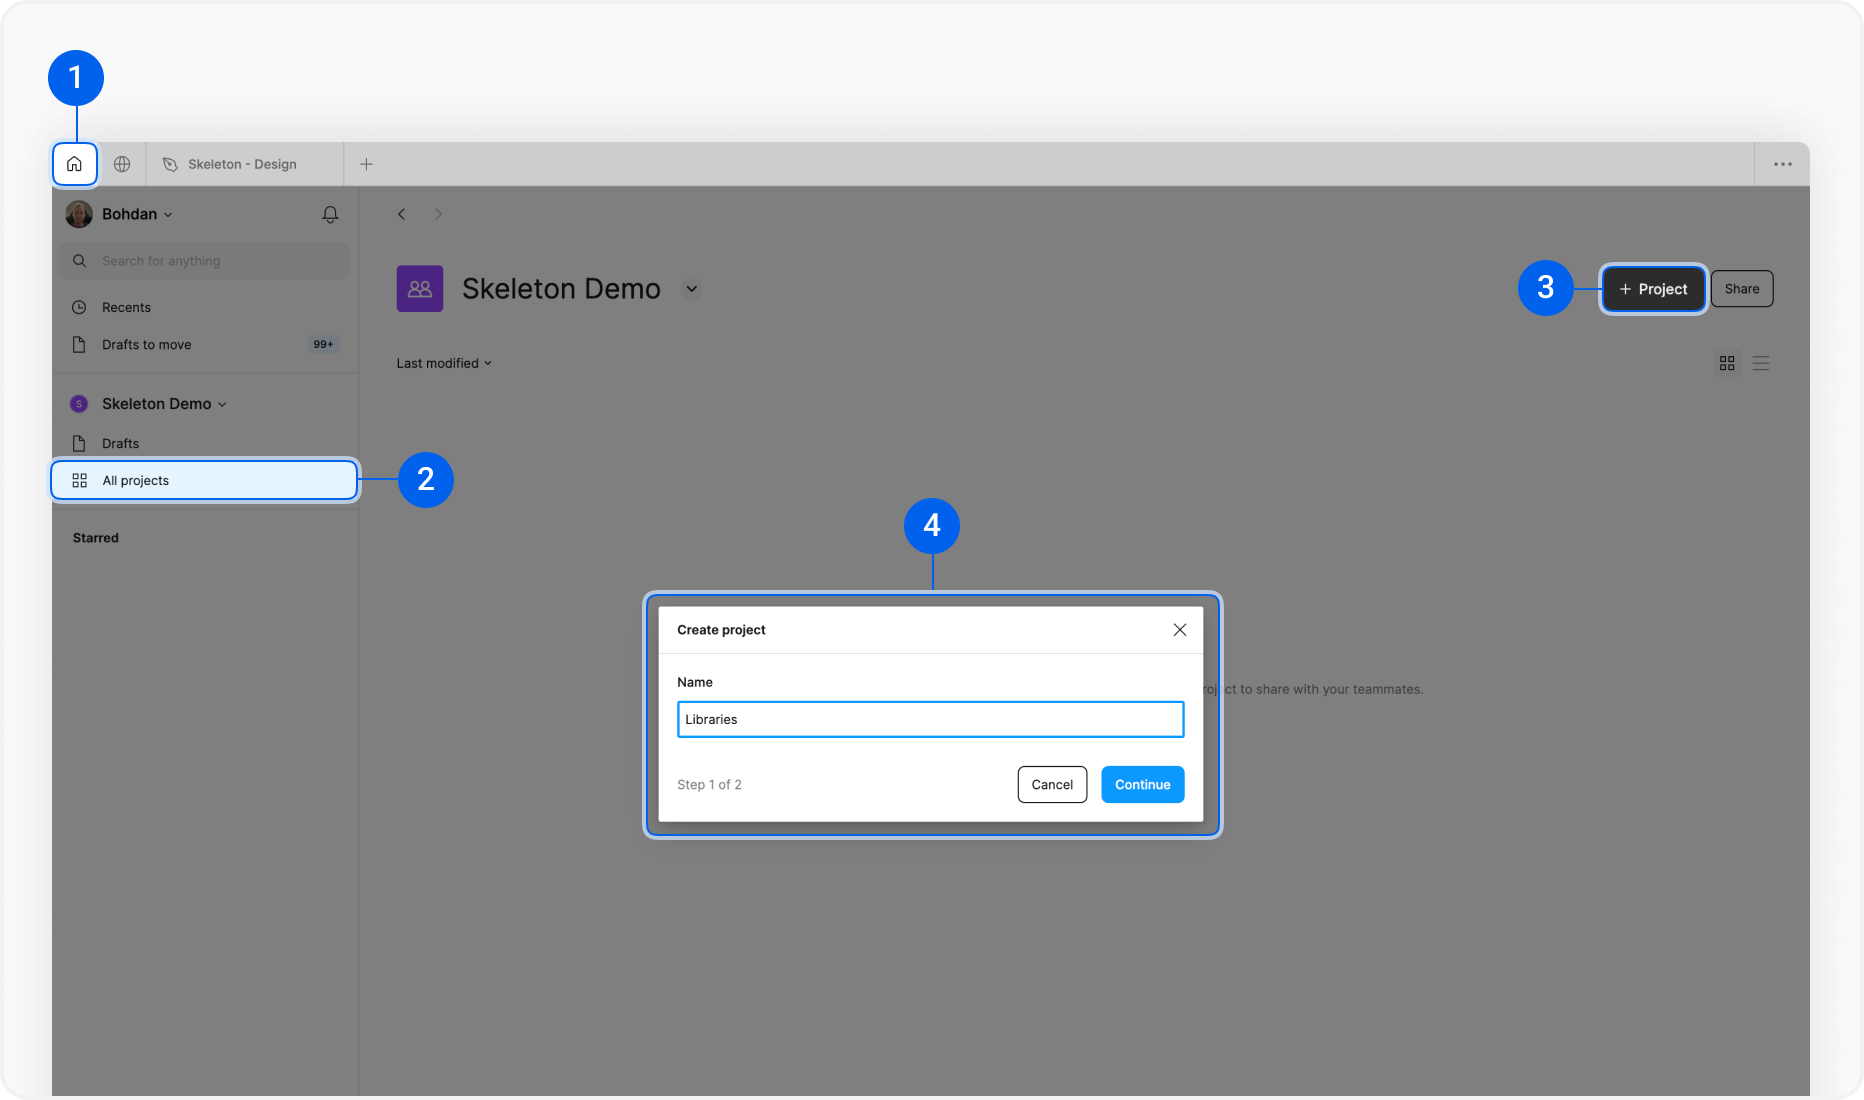 1
Skeleton - Design
Bohdan
Search for anything
Recents
Drafts to move 99+
S Skeleton Demo
Drafts
All projects
2
Starred
Skeleton Demo
3
+ Project
Share
Last modified
4
Create project
Name
Libraries
Step 1 of 2
Cancel
Continue
to share with your teammates.